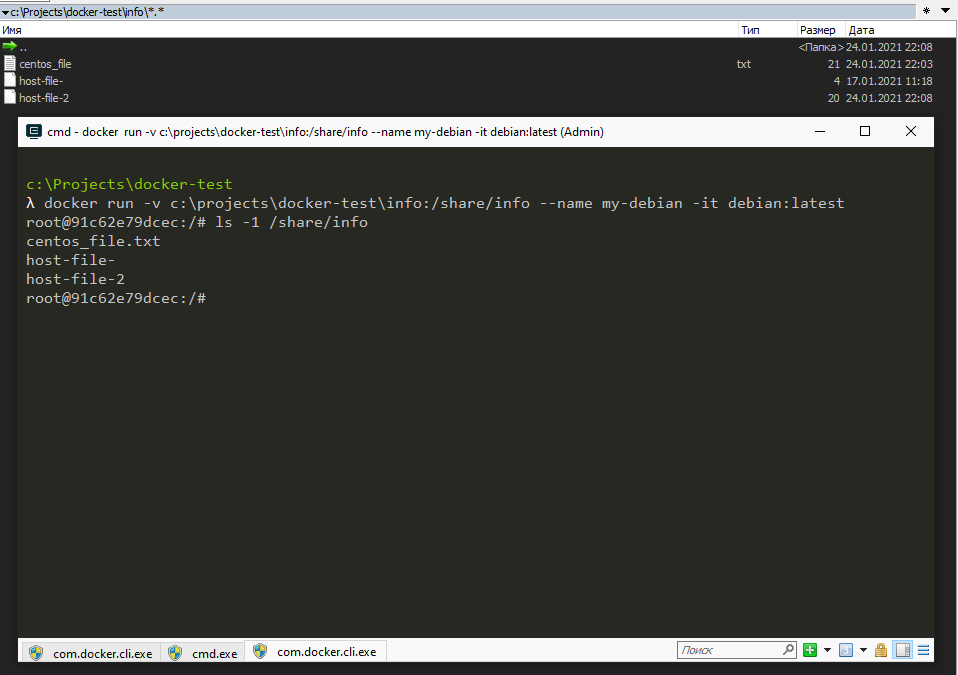 c:\Projects\docker-test\info\*.*
Имя Тип Размер Дата
.. <Папка> 24.01.2021 22:08
centos_file txt 21 24.01.2021 22:03
host-file- 4 17.01.2021 11:18
host-file-2 20 24.01.2021 22:08
cmd - docker run -v c:\projects\docker-test\info:/share/info --name my-debian -it debian:latest (Admin)
c:\Projects\docker-test
λ docker run -v c:\projects\docker-test\info:/share/info --name my-debian -it debian:latest
root@91c62e79dcec:/# ls -1 /share/info
centos_file.txt
host-file-
host-file-2
root@91c62e79dcec:/#
com.docker.cli.exe cmd.exe com.docker.cli.exe Поиск